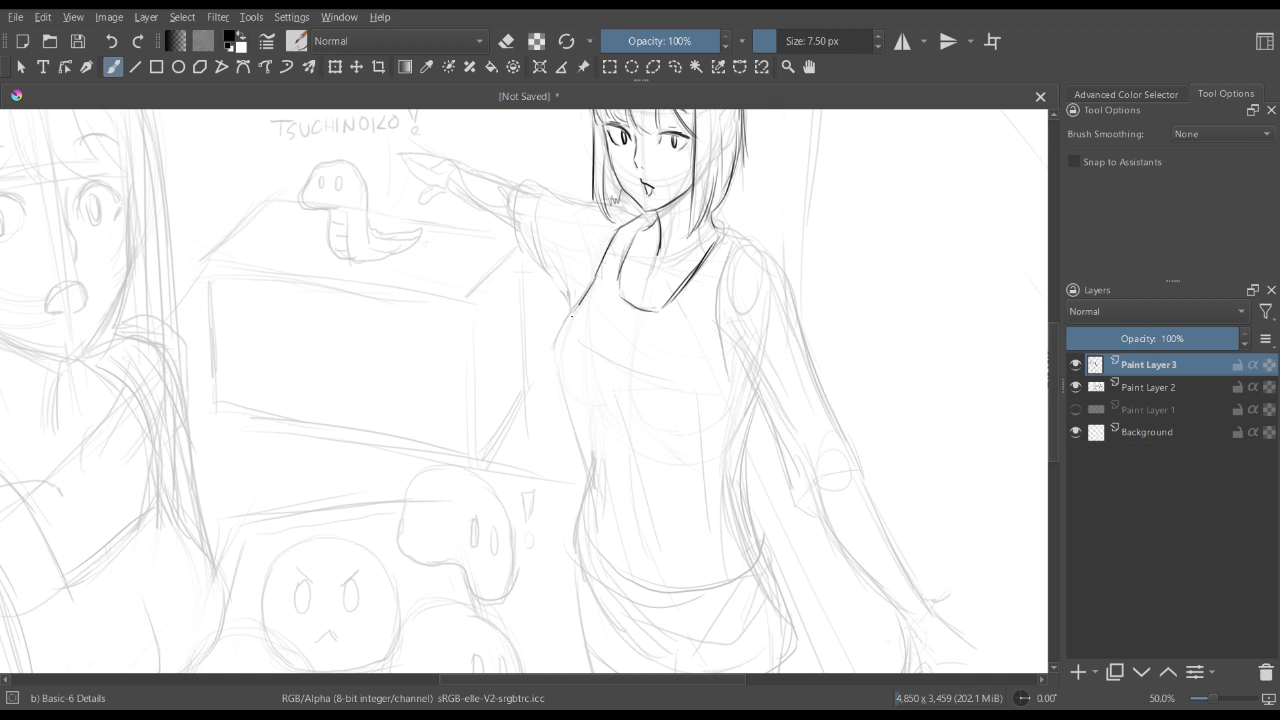 File Edit View Image Layer Select Filter Tools Settings Window Help
Normal Opacity: 100% Size: 7.50 px
[Not Saved] *
Advanced Color Selector Tool Options
Tool Options
Brush Smoothing: None
Snap to Assistants
TSUCHINOKO !?
Layers
Normal
Opacity: 100%
Paint Layer 3
Paint Layer 2
Paint Layer 1
Background
!
b) Basic-6 Details RGB/Alpha (8-bit integer/channel) sRGB-elle-V2-srgbtrc.icc 4,850 x 3,459 (202.1 MiB) 0.00° 50.0%